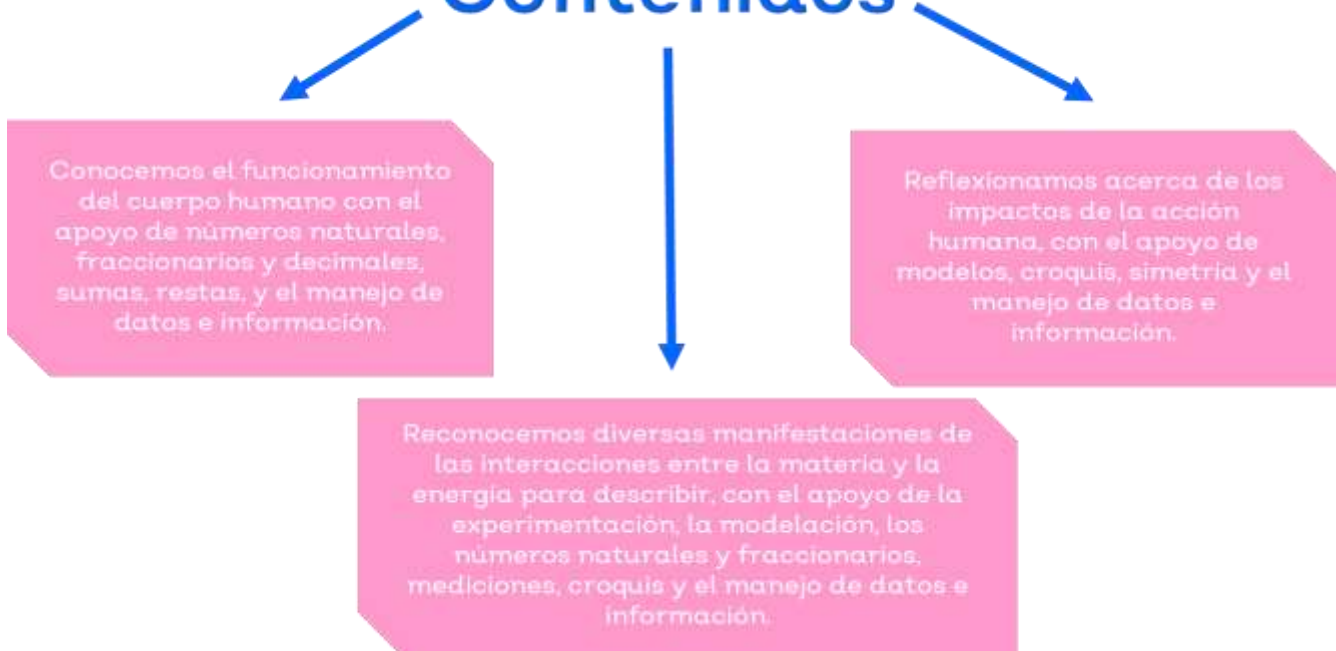 Contenidos
Conocemos el funcionamiento
del cuerpo humano con el
apoyo de números naturales,
fraccionarios y decimales,
sumas, restas, y el manejo de
datos e información.
Reflexionamos acerca de los
impactos de la acción
humana, con el apoyo de
modelos, croquis, simetría y el
manejo de datos e
información.
Reconocemos diversas manifestaciones de
las interacciones entre la materia y la
energía para describir, con el apoyo de la
experimentación, la modelación, los
números naturales y fraccionarios,
mediciones, croquis y el manejo de datos e
información.